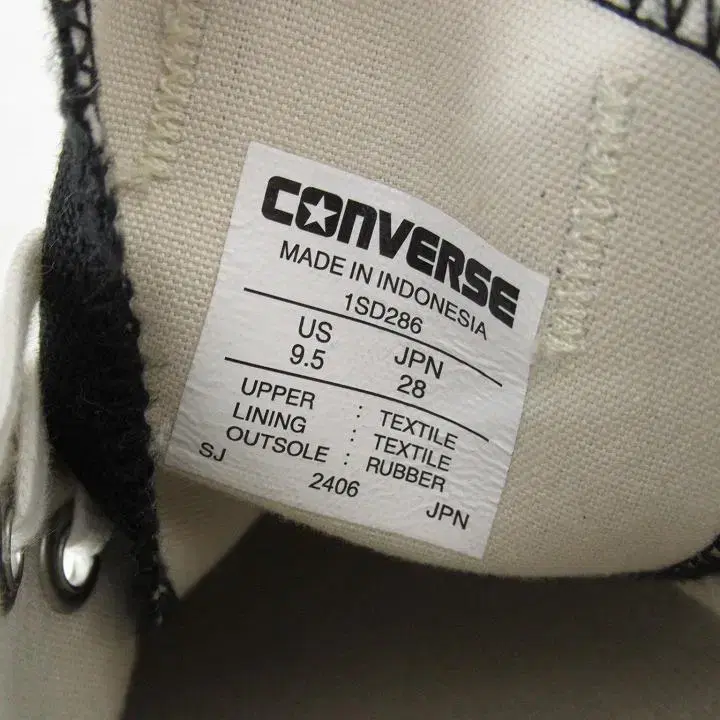 CONVERSE
MADE IN INDONESIA
1SD286
US JPN
9.5 28
UPPER : TEXTILE
LINING : TEXTILE
OUTSOLE : RUBBER
SJ 2406 JPN